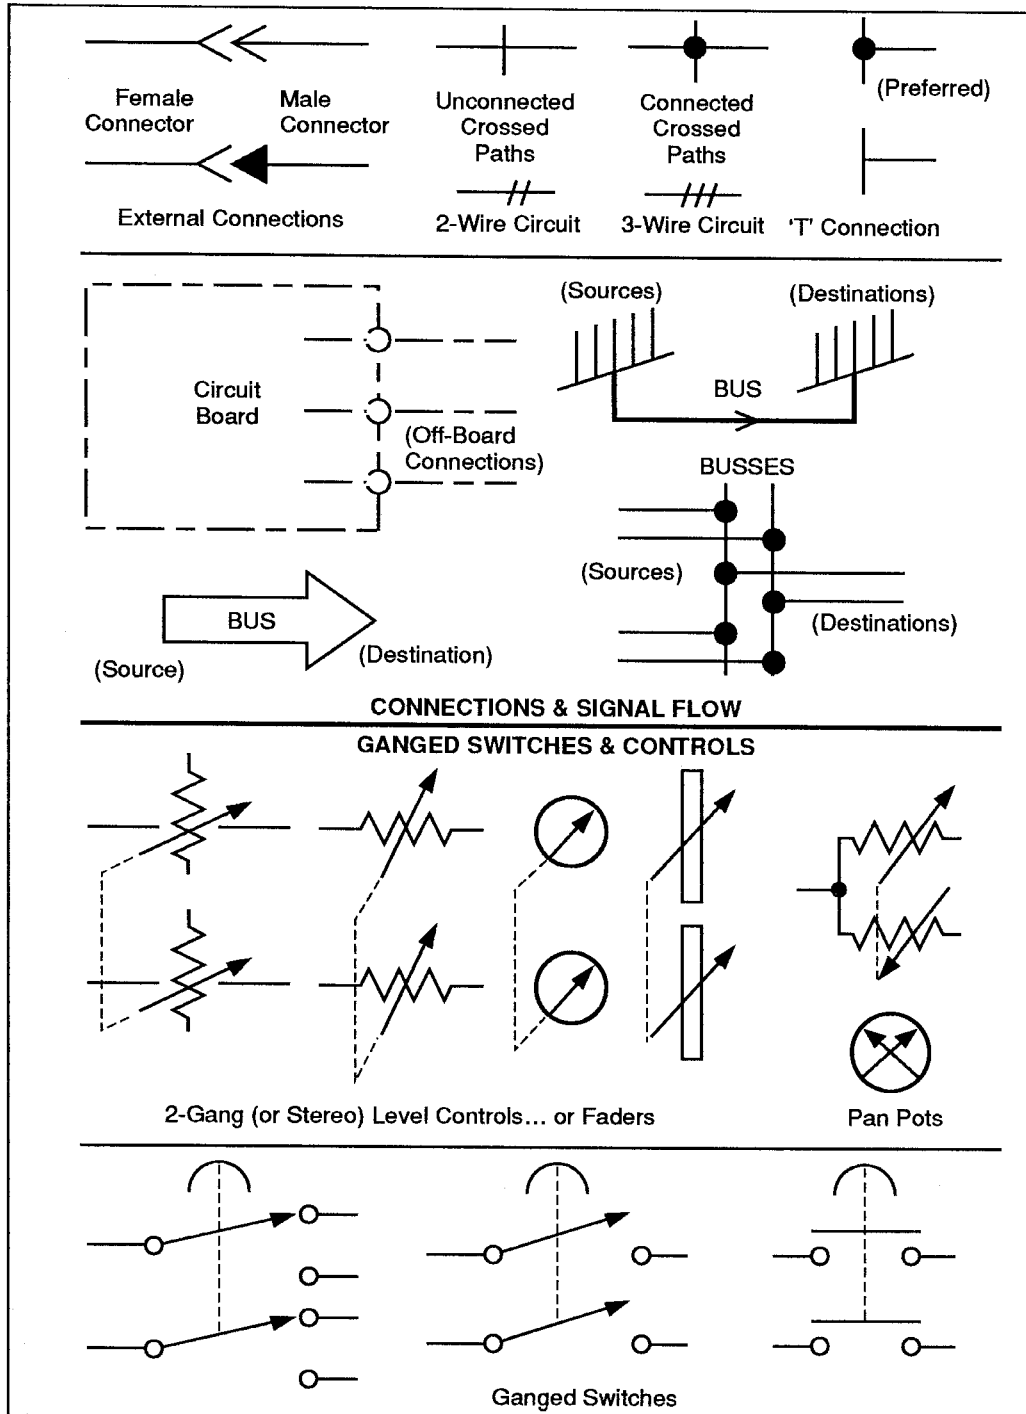 (Preferred)
Female
Connector
Male
Connector
Unconnected
Crossed
Paths
Connected
Crossed
Paths
External Connections
2-Wire Circuit
3-Wire Circuit
'T' Connection
(Sources)
(Destinations)
Circuit
Board
BUS
(Off-Board
Connections)
BUSSES
(Sources)
BUS
(Destinations)
(Source)
(Destination)
CONNECTIONS & SIGNAL FLOW
GANGED SWITCHES & CONTROLS
2-Gang (or Stereo) Level Controls... or Faders
Pan Pots
Ganged Switches